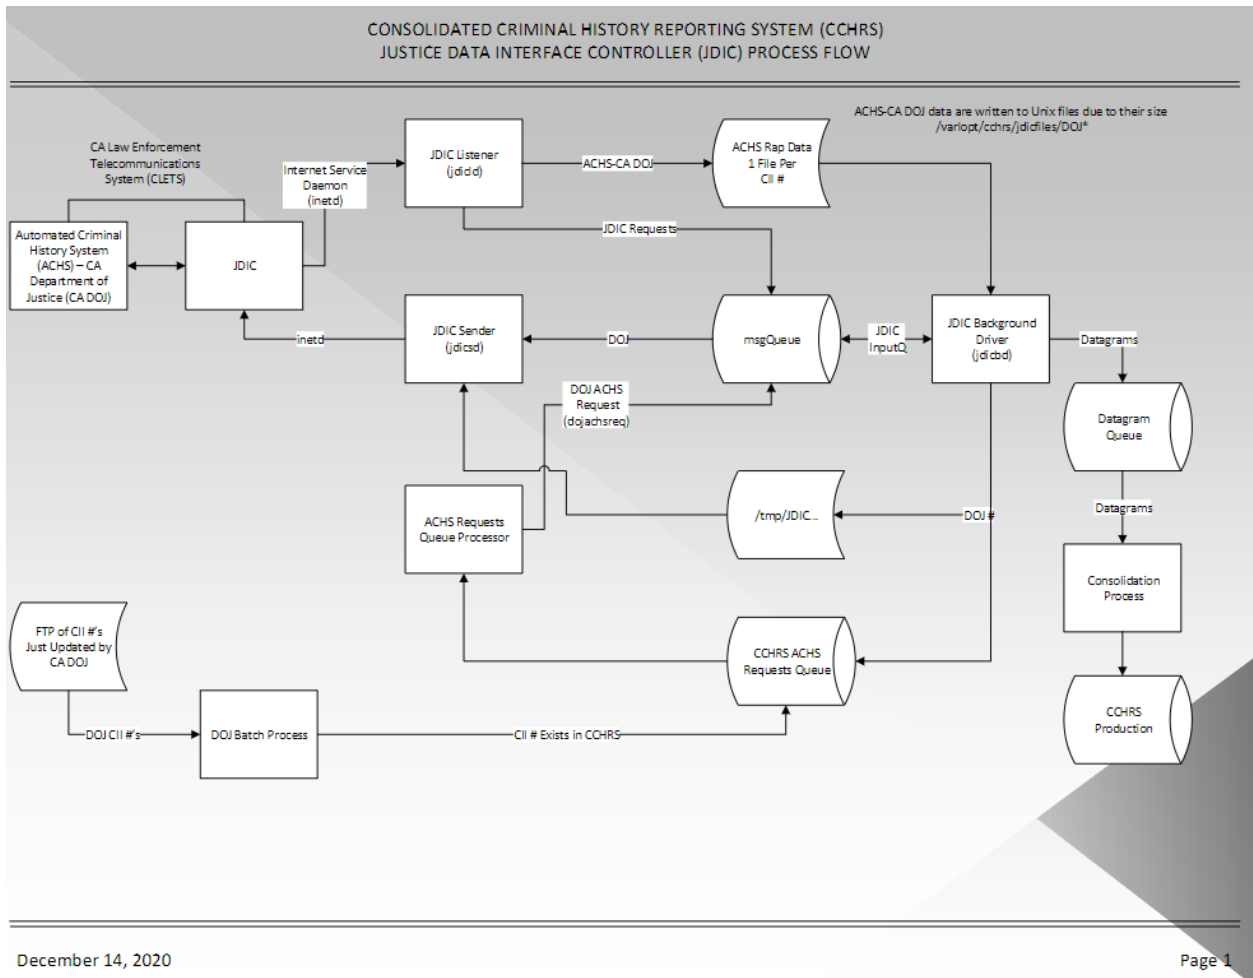 CONSOLIDATED CRIMINAL HISTORY REPORTING SYSTEM (CCHRS)
JUSTICE DATA INTERFACE CONTROLLER (JDIC) PROCESS FLOW
ACHS-CA DOJ data are written to Unix files due to their size
/var/opt/cchrs/jdicfiles/DOJ*
CA Law Enforcement
Telecommunications
System (CLETS)
Internet Service
Daemon
(inetd)
JDIC Listener
(jdicld)
ACHS-CA DOJ
ACHS Rap Data
1 File Per
CII #
JDIC Requests
Automated Criminal
History System
(ACHS) – CA
Department of
Justice (CA DOJ)
JDIC
inetd
JDIC Sender
(jdicsd)
DOJ
msgQueue
JDIC
InputQ
JDIC Background
Driver
(jdicbd)
Datagrams
DOJ ACHS
Request
(dojachsreq)
Datagram
Queue
ACHS Requests
Queue Processor
/tmp/JDIC...
DOJ #
Datagrams
Consolidation
Process
FTP of CII #'s
Just Updated by
CA DOJ
CCHRS ACHS
Requests Queue
CCHRS
Production
DOJ CII #'s
DOJ Batch Process
CII # Exists in CCHRS
December 14, 2020
Page 1